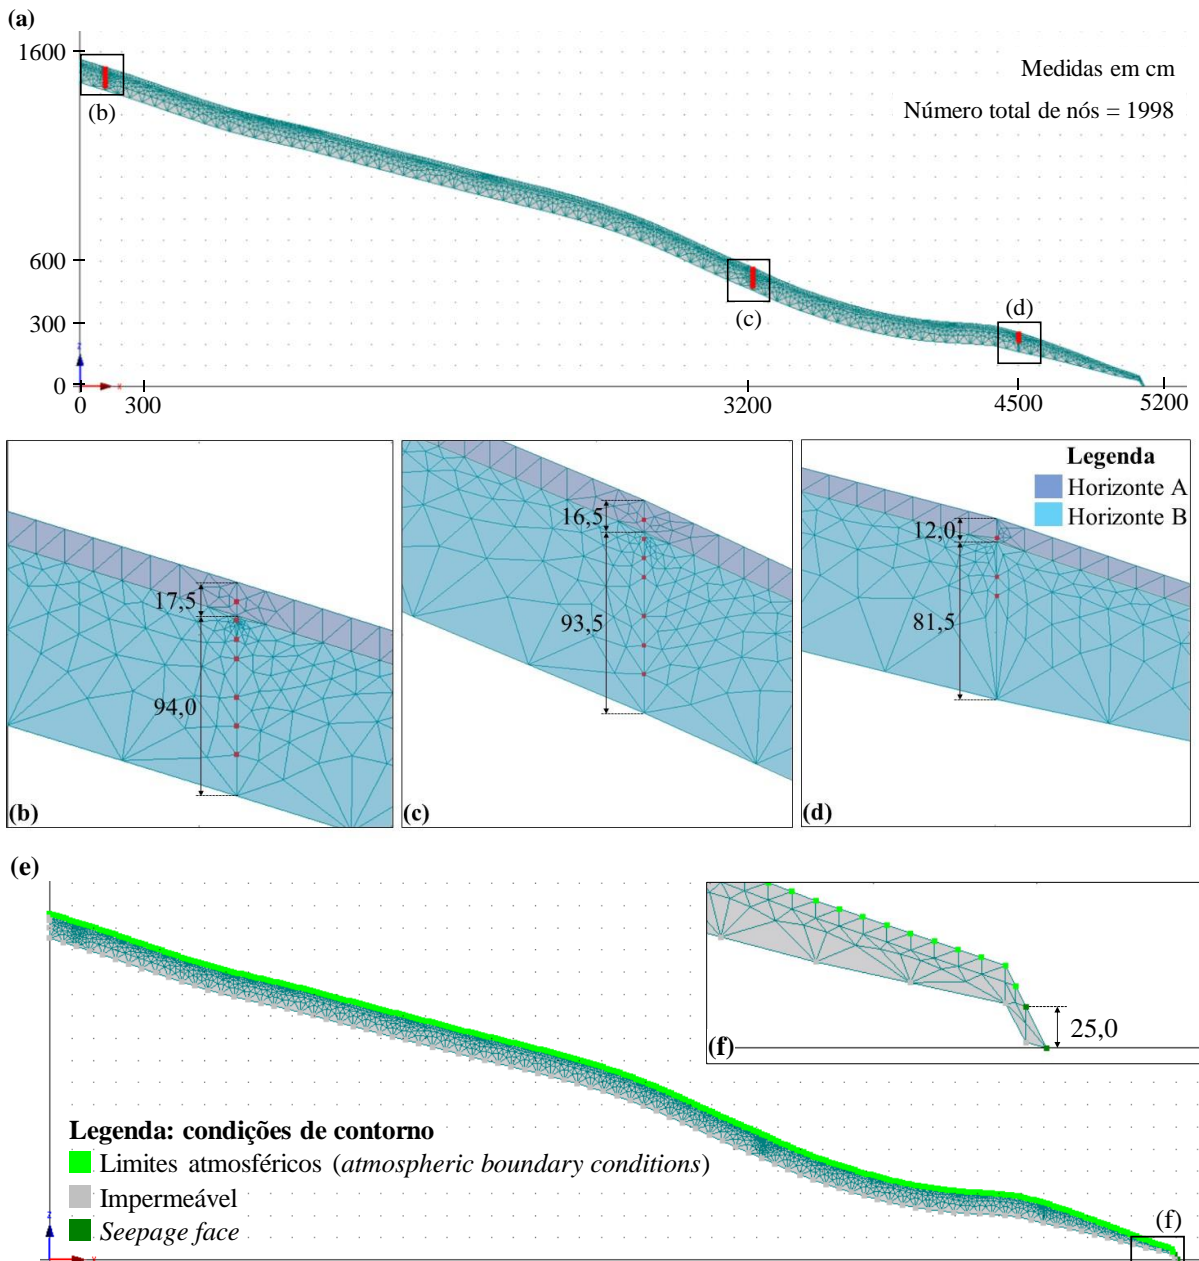 (a)
1600
Medidas em cm
Número total de nós = 1998
(b)
600
(c)
300
(d)
z
0
x
0
300
3200
4500
5200
17,5
94,0
(b)
16,5
93,5
(c)
Legenda
Horizonte A
Horizonte B
12,0
81,5
(d)
(e)
25,0
(f)
Legenda: condições de contorno
Limites atmosféricos (atmospheric boundary conditions)
Impermeável
Seepage face
(f)
z
x